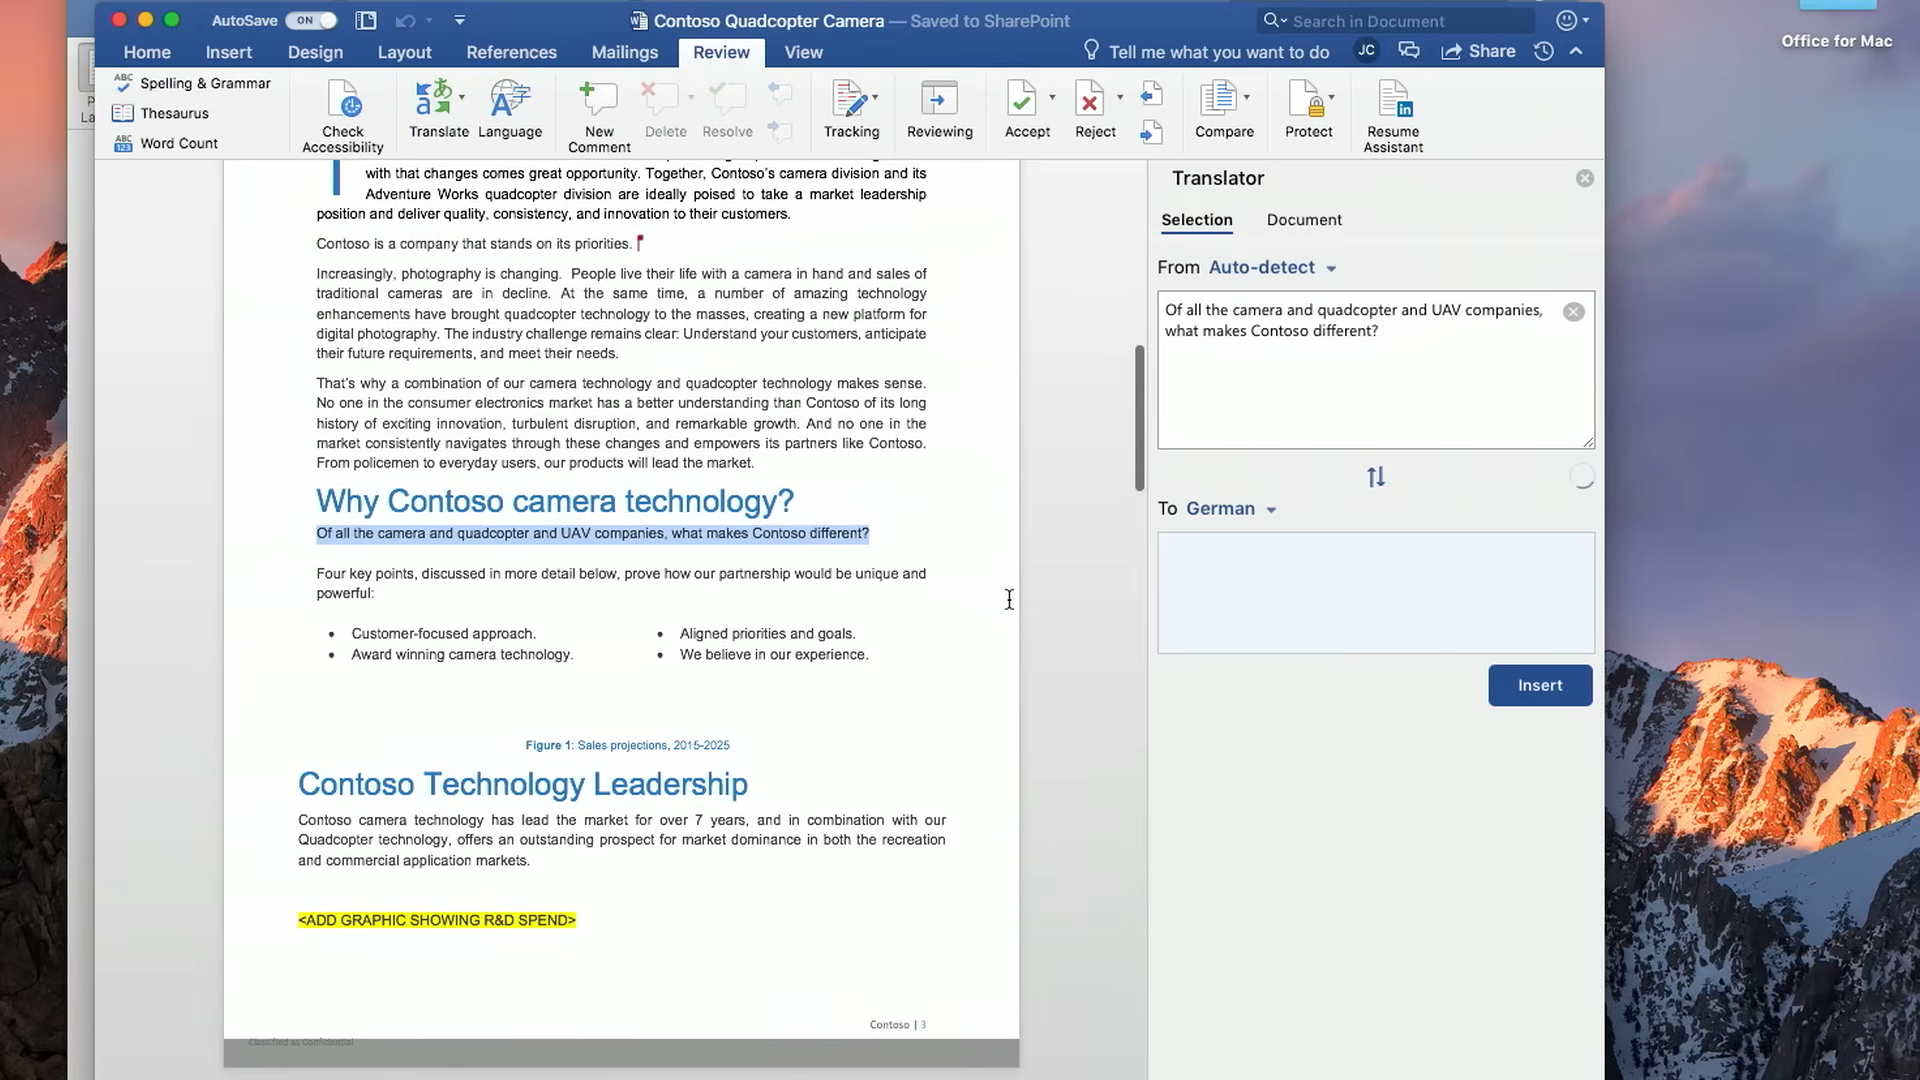 AutoSave ON
Contoso Quadcopter Camera — Saved to SharePoint
Search in Document
Office for Mac
Home Insert Design Layout References Mailings Review View
Tell me what you want to do JC Share
ABC Spelling & Grammar
Thesaurus
ABC 123 Word Count
Check Accessibility
Translate
Language
New Comment
Delete
Resolve
Tracking
Reviewing
Accept
Reject
Compare
Protect
in Resume Assistant
with that changes comes great opportunity. Together, Contoso's camera division and its
Adventure Works quadcopter division are ideally poised to take a market leadership
position and deliver quality, consistency, and innovation to their customers.
Contoso is a company that stands on its priorities.
Increasingly, photography is changing. People live their life with a camera in hand and sales of
traditional cameras are in decline. At the same time, a number of amazing technology
enhancements have brought quadcopter technology to the masses, creating a new platform for
digital photography. The industry challenge remains clear: Understand your customers, anticipate
their future requirements, and meet their needs.
That's why a combination of our camera technology and quadcopter technology makes sense.
No one in the consumer electronics market has a better understanding than Contoso of its long
history of exciting innovation, turbulent disruption, and remarkable growth. And no one in the
market consistently navigates through these changes and empowers its partners like Contoso.
From policemen to everyday users, our products will lead the market.
Why Contoso camera technology?
Of all the camera and quadcopter and UAV companies, what makes Contoso different?
Four key points, discussed in more detail below, prove how our partnership would be unique and
powerful:
• Customer-focused approach.
• Award winning camera technology.
• Aligned priorities and goals.
• We believe in our experience.
Figure 1: Sales projections, 2015-2025
Contoso Technology Leadership
Contoso camera technology has lead the market for over 7 years, and in combination with our
Quadcopter technology, offers an outstanding prospect for market dominance in both the recreation
and commercial application markets.
<ADD GRAPHIC SHOWING R&D SPEND>
Contoso | 3
Classified as Confidential
Translator
Selection Document
From Auto-detect
Of all the camera and quadcopter and UAV companies,
what makes Contoso different?
To German
Insert